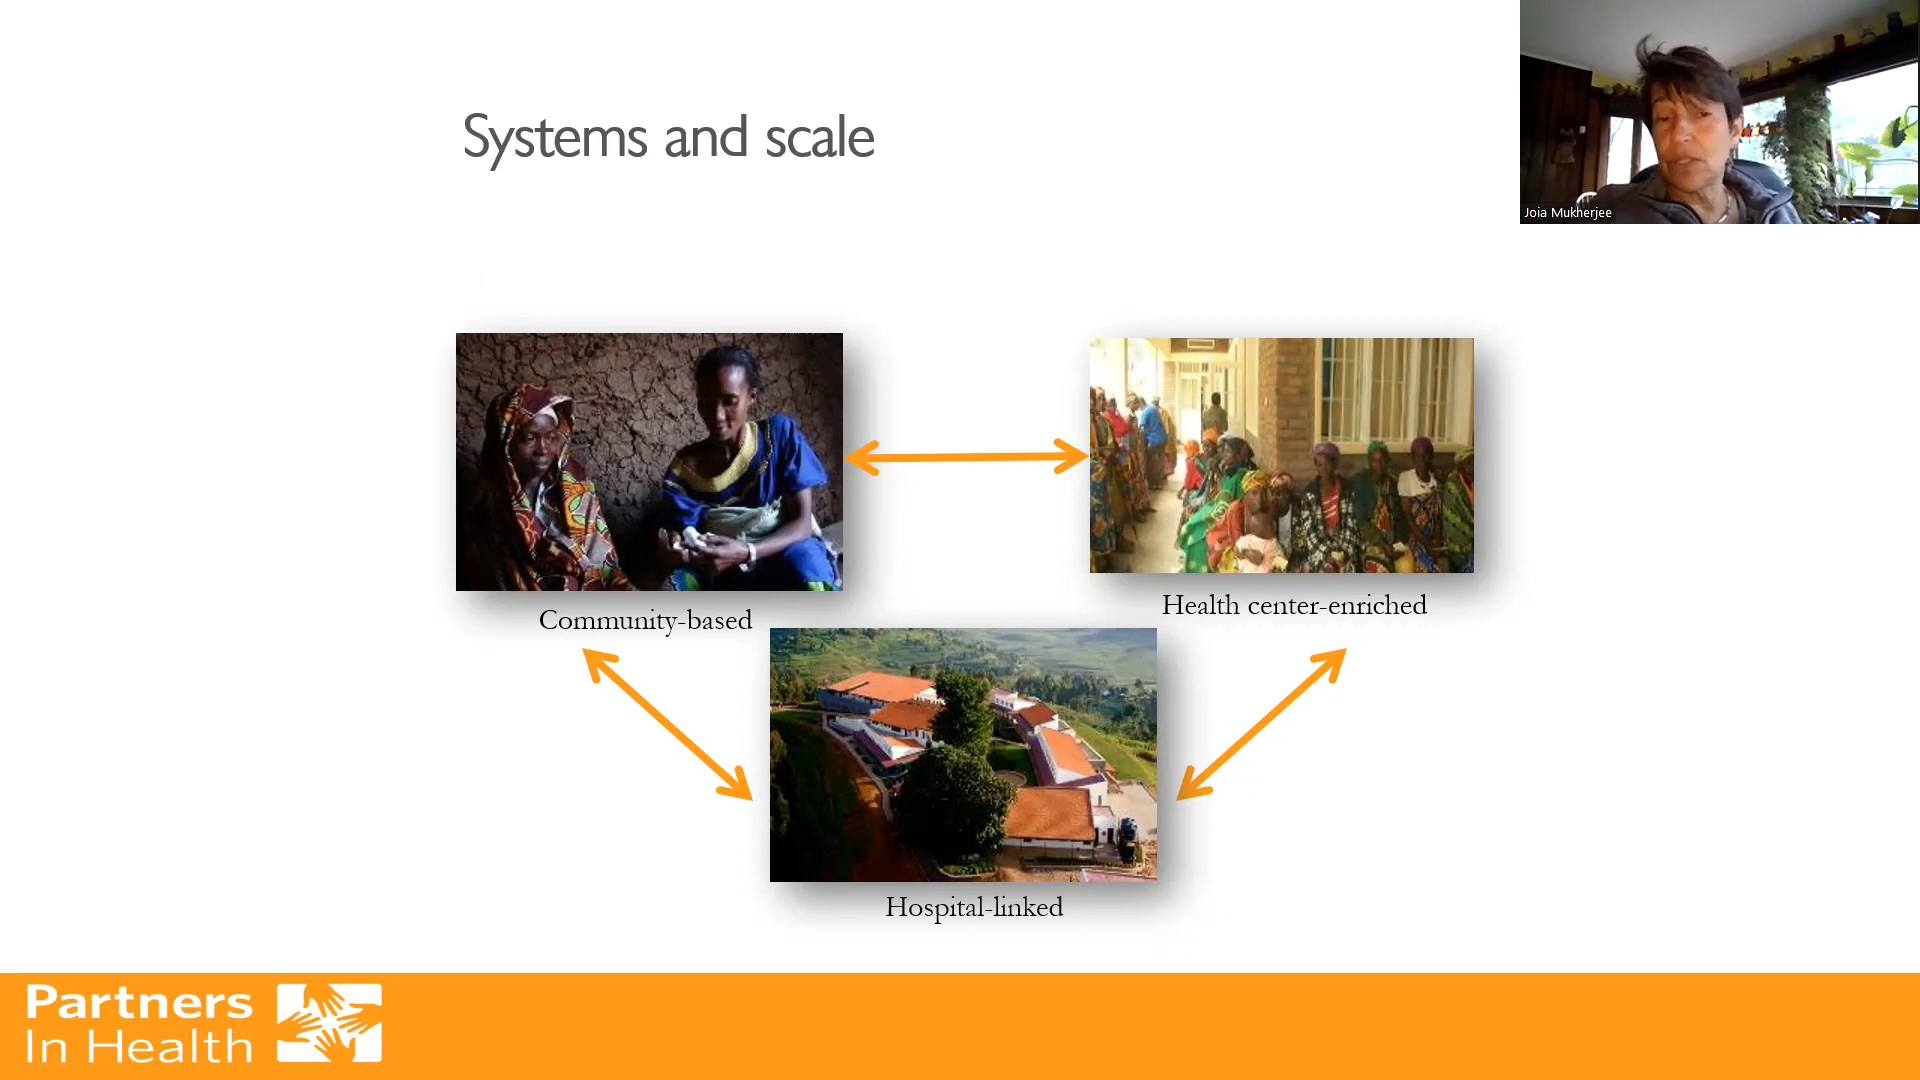 Systems and scale
Joia Mukherjee
Community-based
Health center-enriched
Hospital-linked
Partners
In Health